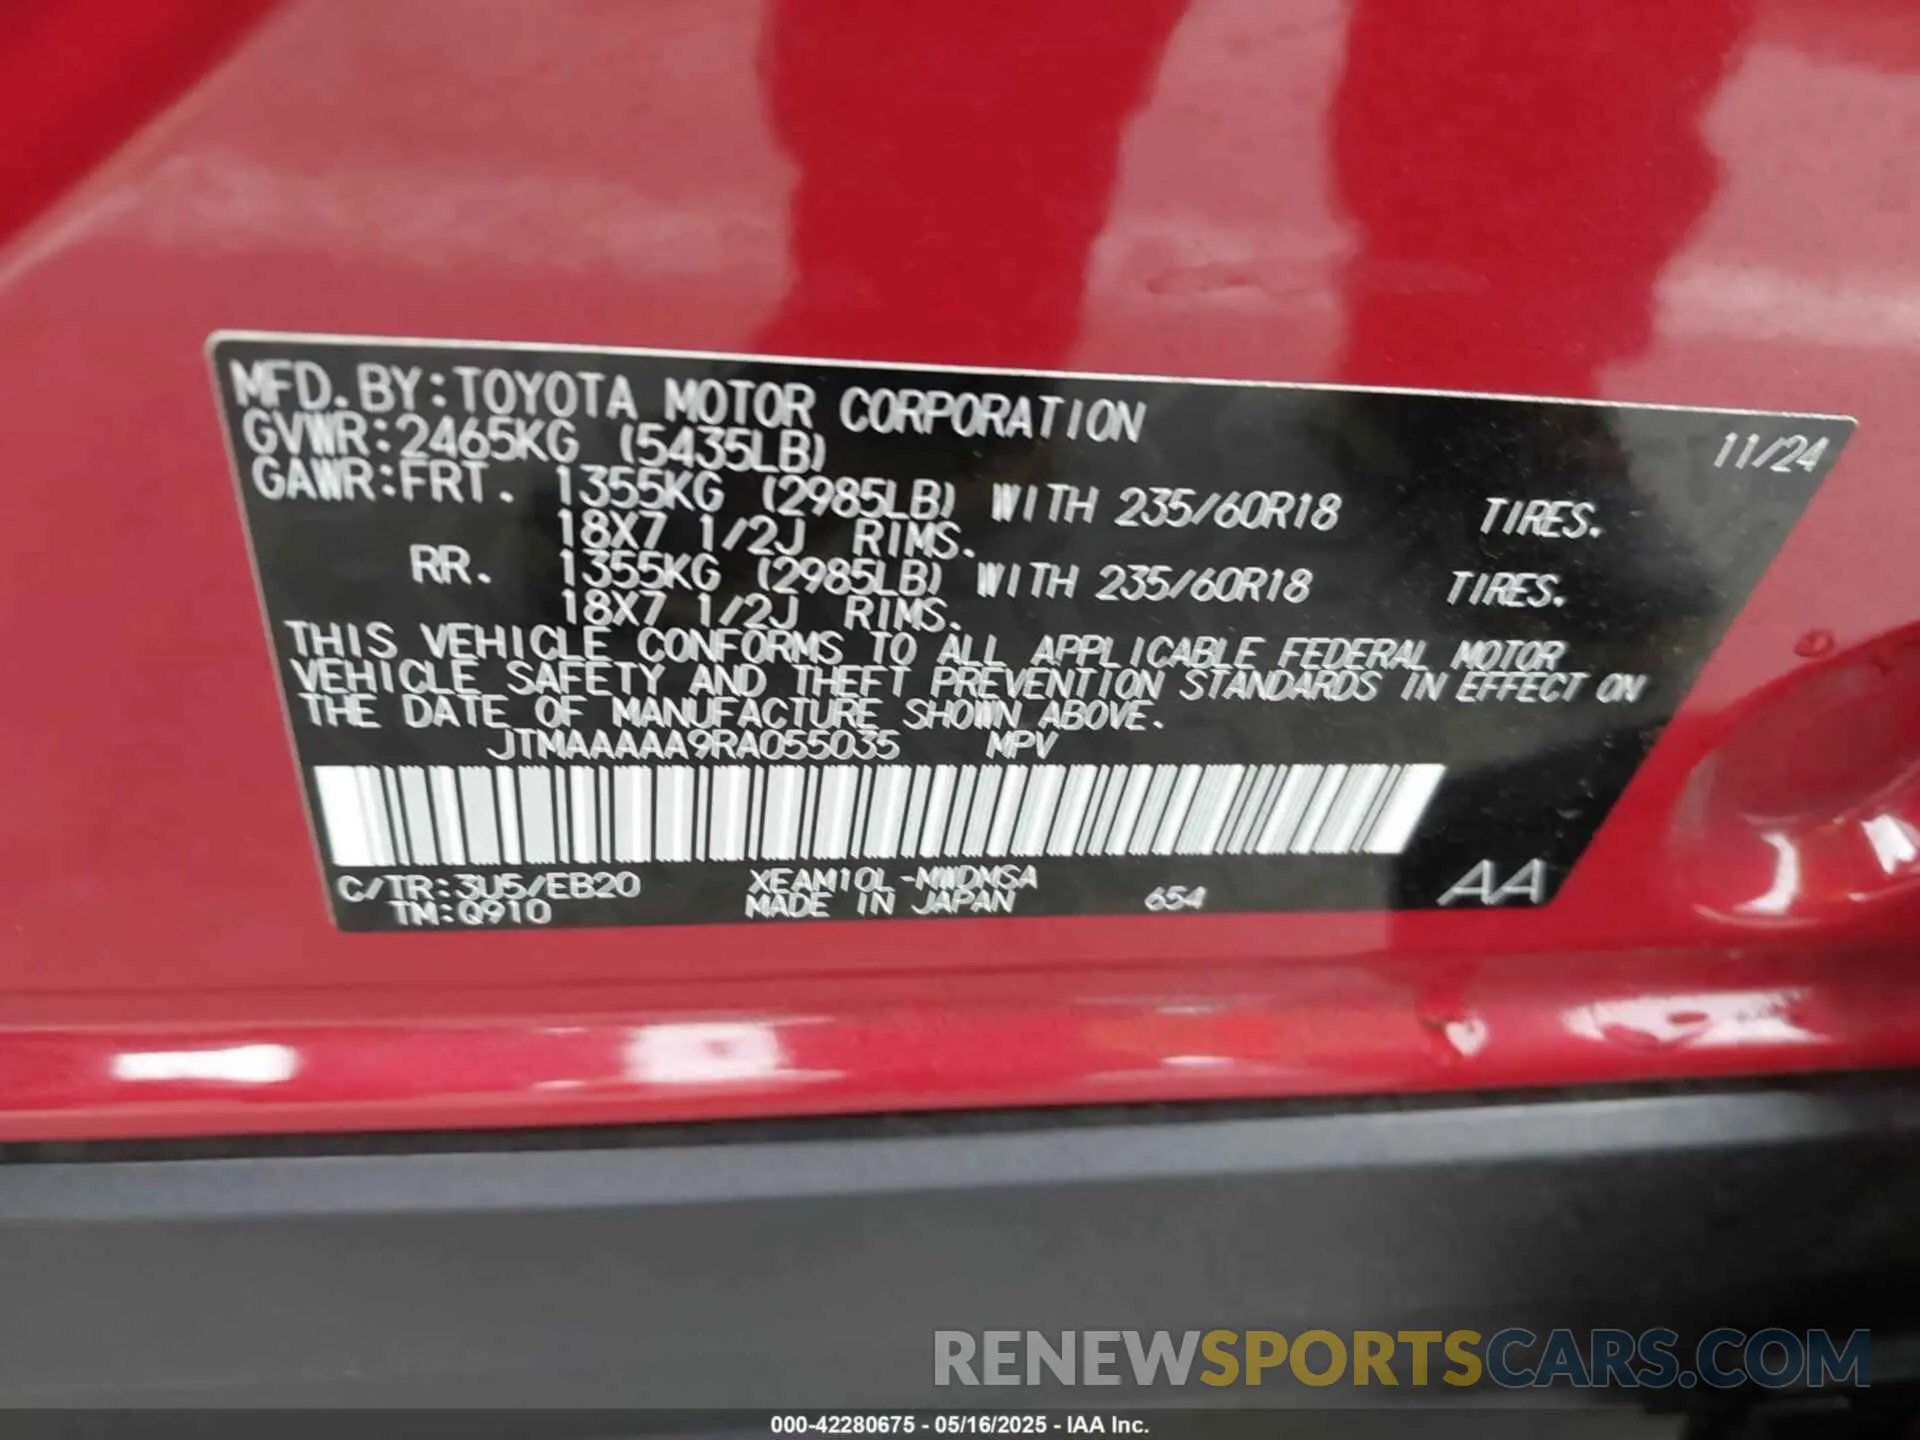 MFD.BY:TOYOTA MOTOR CORPORATION 11/24
GVWR:2465KG (5435LB)
GAWR:FRT. 1355KG (2985LB) WITH 235/60R18 TIRES.
18X7 1/2J RIMS.
RR. 1355KG (2985LB) WITH 235/60R18 TIRES.
18X7 1/2J RIMS.
THIS VEHICLE CONFORMS TO ALL APPLICABLE FEDERAL MOTOR
VEHICLE SAFETY AND THEFT PREVENTION STANDARDS IN EFFECT ON
THE DATE OF MANUFACTURE SHOWN ABOVE.
JTMAAAAA9RA055035 MPV
C/TR:3U5/EB20 XEAM10L-MWDMSA
TM:Q910 MADE IN JAPAN 654 AA
RENEWSPORTSCARS.COM
000-42280675 - 05/16/2025 - IAA Inc.